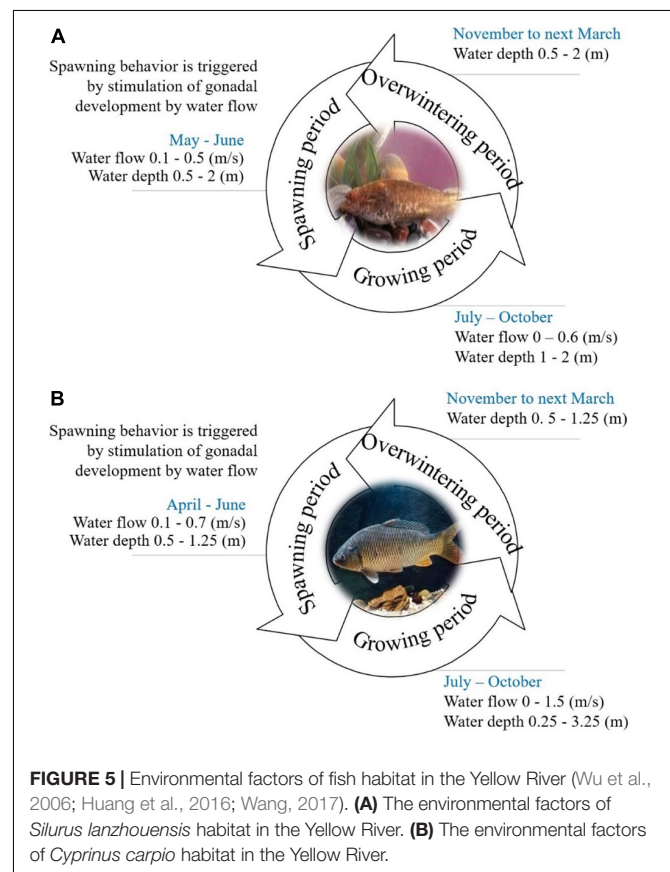 A
November to next March
Water depth 0.5 - 2 (m)
Spawning behavior is triggered
by stimulation of gonadal
development by water flow
May - June
Water flow 0.1 - 0.5 (m/s)
Water depth 0.5 - 2 (m)
Overwintering period
Spawning period
Growing period
July – October
Water flow 0 – 0.6 (m/s)
Water depth 1 - 2 (m)
B
November to next March
Water depth 0. 5 - 1.25 (m)
Spawning behavior is triggered
by stimulation of gonadal
development by water flow
April - June
Water flow 0.1 - 0.7 (m/s)
Water depth 0.5 - 1.25 (m)
Overwintering period
Spawning period
Growing period
July – October
Water flow 0 - 1.5 (m/s)
Water depth 0.25 - 3.25 (m)
FIGURE 5 | Environmental factors of fish habitat in the Yellow River (Wu et al.,
2006; Huang et al., 2016; Wang, 2017). (A) The environmental factors of
Silurus lanzhouensis habitat in the Yellow River. (B) The environmental factors
of Cyprinus carpio habitat in the Yellow River.